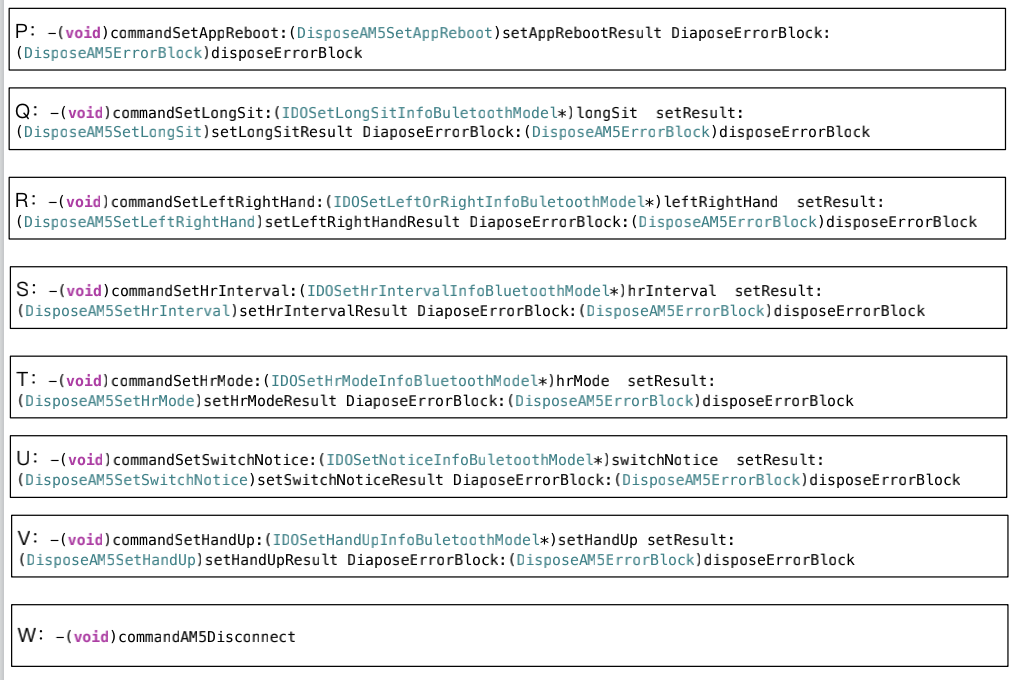 P: -(void)commandSetAppReboot:(DisposeAM5SetAppReboot)setAppRebootResult DiaposeErrorBlock:
(DisposeAM5ErrorBlock)disposeErrorBlock
Q: -(void)commandSetLongSit:(IDOSetLongSitInfoBuletoothModel*)longSit  setResult:
(DisposeAM5SetLongSit)setLongSitResult DiaposeErrorBlock:(DisposeAM5ErrorBlock)disposeErrorBlock
R: -(void)commandSetLeftRightHand:(IDOSetLeftOrRightInfoBuletoothModel*)leftRightHand  setResult:
(DisposeAM5SetLeftRightHand)setLeftRightHandResult DiaposeErrorBlock:(DisposeAM5ErrorBlock)disposeErrorBlock
S: -(void)commandSetHrInterval:(IDOSetHrIntervalInfoBluetoothModel*)hrInterval  setResult:
(DisposeAM5SetHrInterval)setHrIntervalResult DiaposeErrorBlock:(DisposeAM5ErrorBlock)disposeErrorBlock
T: -(void)commandSetHrMode:(IDOSetHrModeInfoBluetoothModel*)hrMode  setResult:
(DisposeAM5SetHrMode)setHrModeResult DiaposeErrorBlock:(DisposeAM5ErrorBlock)disposeErrorBlock
U: -(void)commandSetSwitchNotice:(IDOSetNoticeInfoBuletoothModel*)switchNotice  setResult:
(DisposeAM5SetSwitchNotice)setSwitchNoticeResult DiaposeErrorBlock:(DisposeAM5ErrorBlock)disposeErrorBlock
V: -(void)commandSetHandUp:(IDOSetHandUpInfoBuletoothModel*)setHandUp setResult:
(DisposeAM5SetHandUp)setHandUpResult DiaposeErrorBlock:(DisposeAM5ErrorBlock)disposeErrorBlock
W: -(void)commandAM5Disconnect